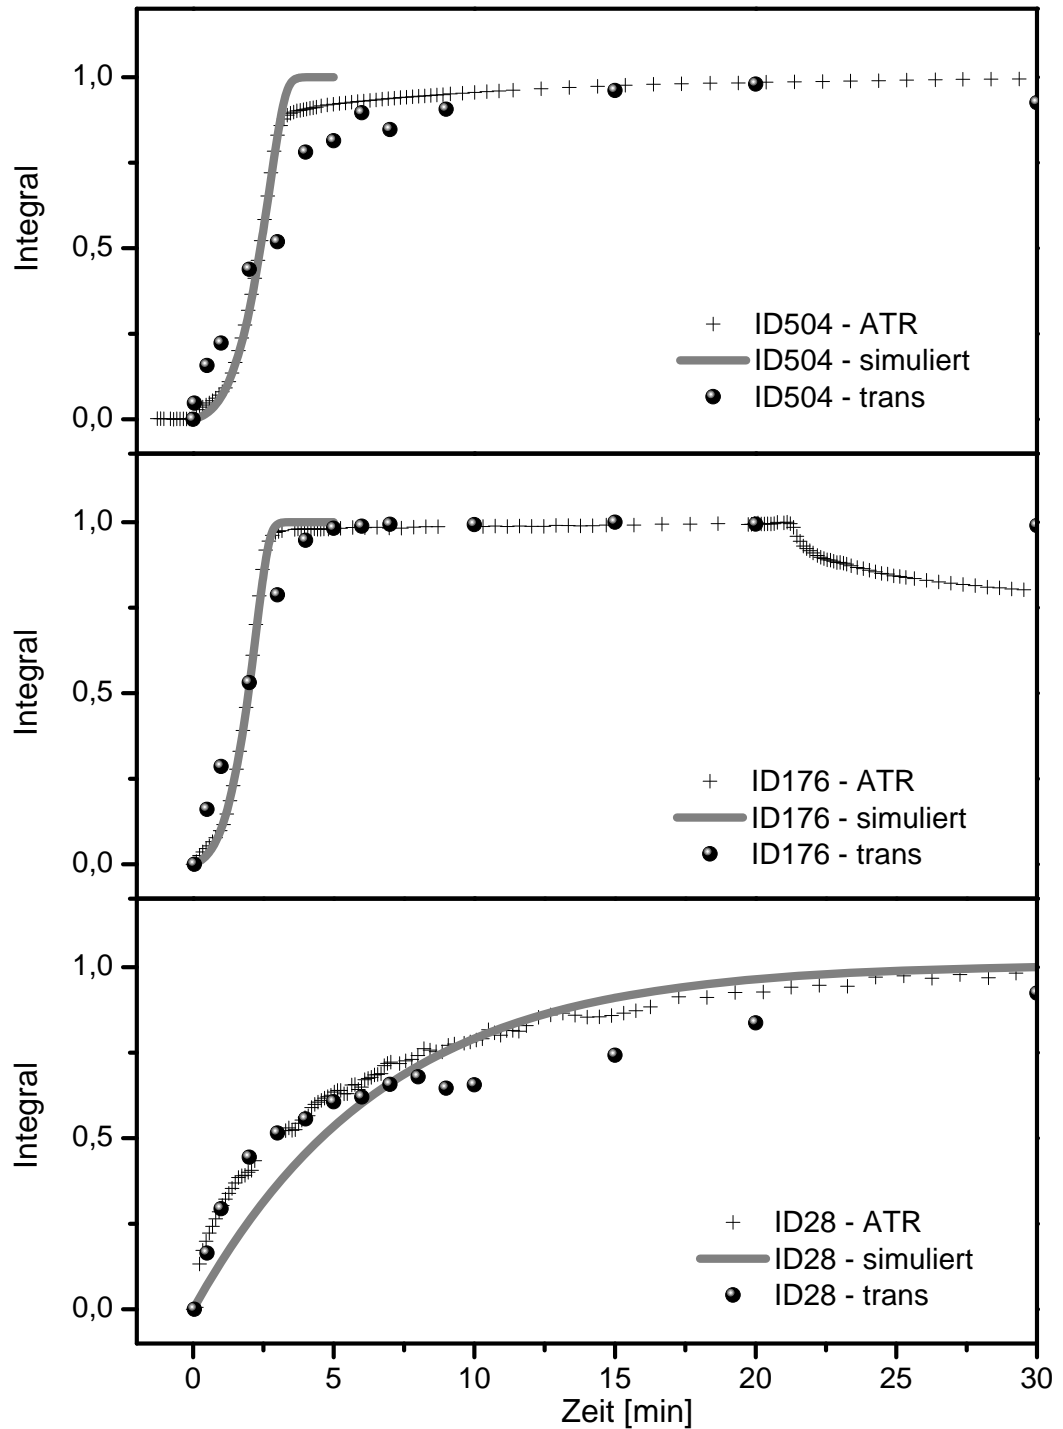 1,0
0,5
0,0
Integral
ID504 - ATR
ID504 - simuliert
ID504 - trans
1,0
0,5
0,0
Integral
ID176 - ATR
ID176 - simuliert
ID176 - trans
1,0
0,5
0,0
Integral
ID28 - ATR
ID28 - simuliert
ID28 - trans
0 5 10 15 20 25 30
Zeit [min]